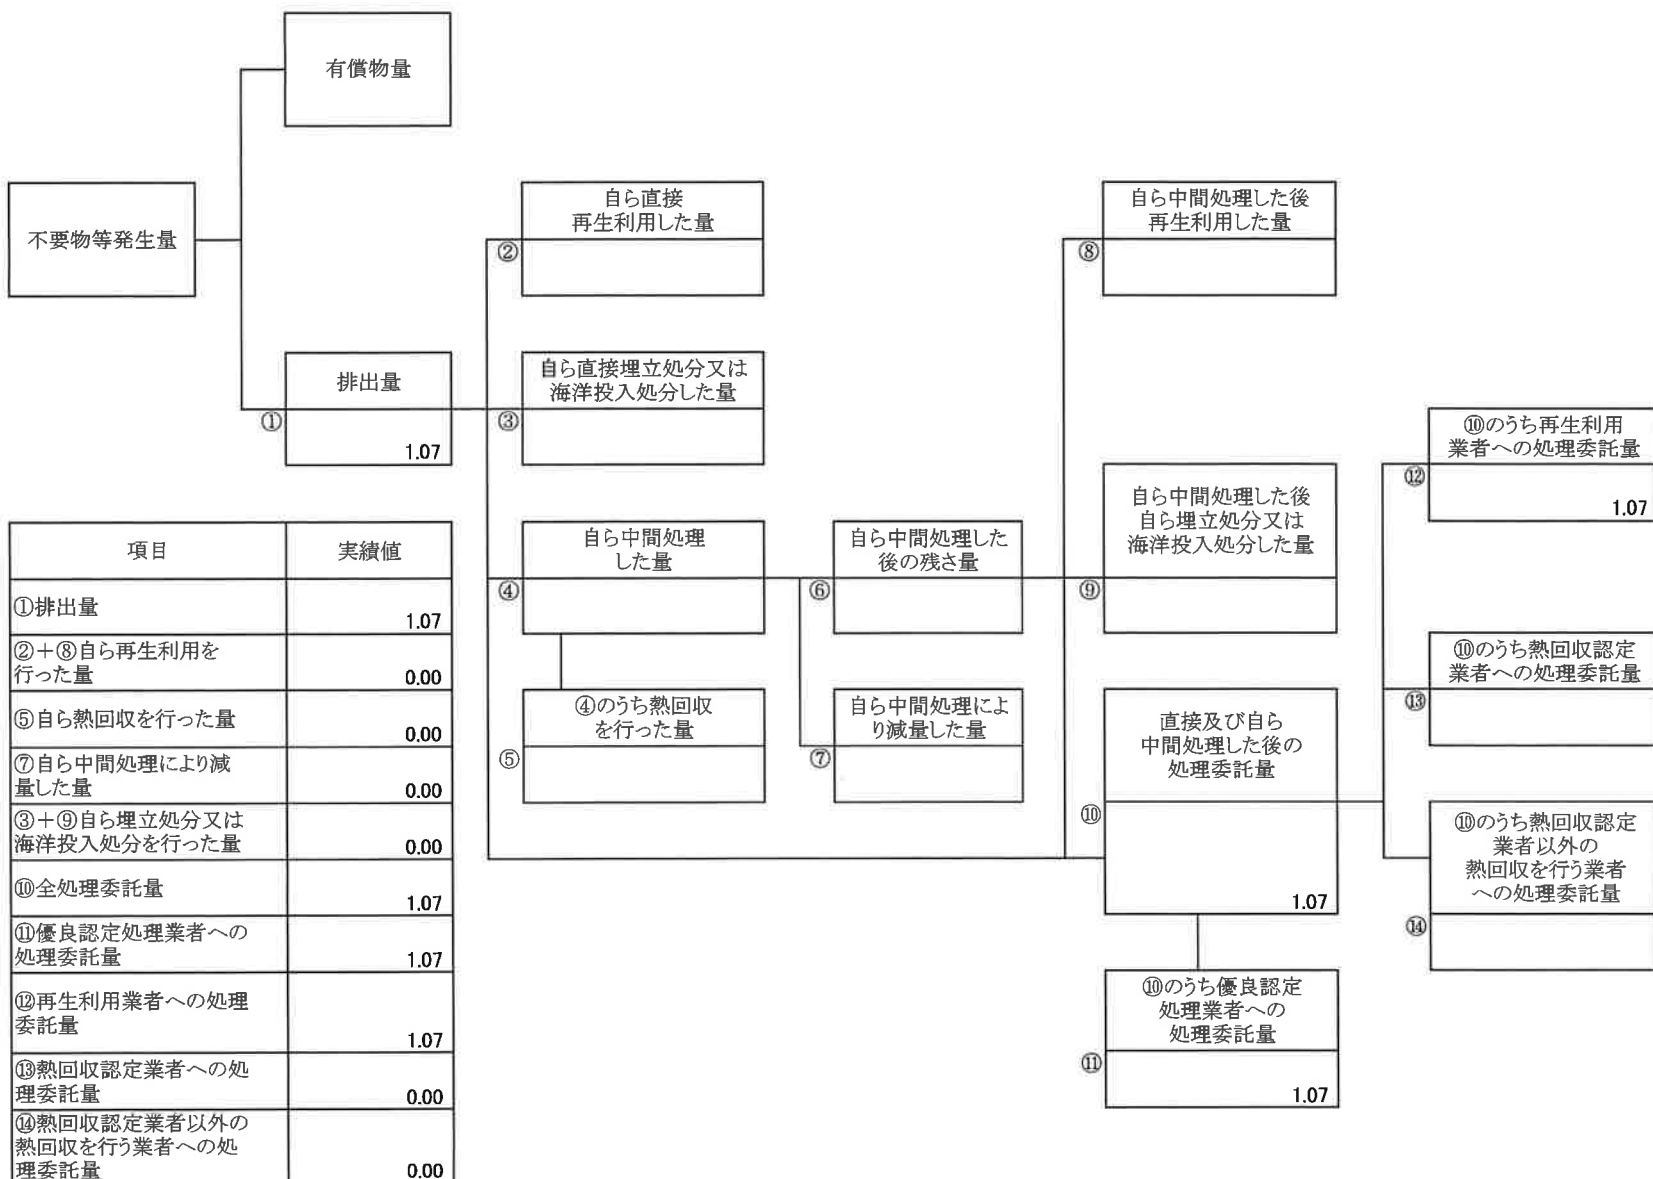 有償物量
不要物等発生量
自ら直接
再生利用した量
②
自ら中間処理した後
再生利用した量
⑧
排出量
①
1.07
自ら直接埋立処分又は
海洋投入処分した量
③
⑩のうち再生利用
業者への処理委託量
⑫
1.07
自ら中間処理
した量
④
自ら中間処理した
後の残さ量
⑥
自ら中間処理した後
自ら埋立処分又は
海洋投入処分した量
⑨
⑩のうち熱回収認定
業者への処理委託量
⑬
④のうち熱回収
を行った量
⑤
自ら中間処理によ
り減量した量
⑦
直接及び自ら
中間処理した後の
処理委託量
⑩
1.07
⑩のうち熱回収認定
業者以外の
熱回収を行う業者
への処理委託量
⑭
⑩のうち優良認定
処理業者への
処理委託量
⑪
1.07
項目 実績値
①排出量
1.07
②+⑧自ら再生利用を
行った量 0.00
⑤自ら熱回収を行った量
0.00
⑦自ら中間処理により減
量した量 0.00
③+⑨自ら埋立処分又は
海洋投入処分を行った量 0.00
⑩全処理委託量
1.07
⑪優良認定処理業者への
処理委託量 1.07
⑫再生利用業者への処理
委託量
1.07
⑬熱回収認定業者への処
理委託量 0.00
⑭熱回収認定業者以外の
熱回収を行う業者への処
理委託量 0.00